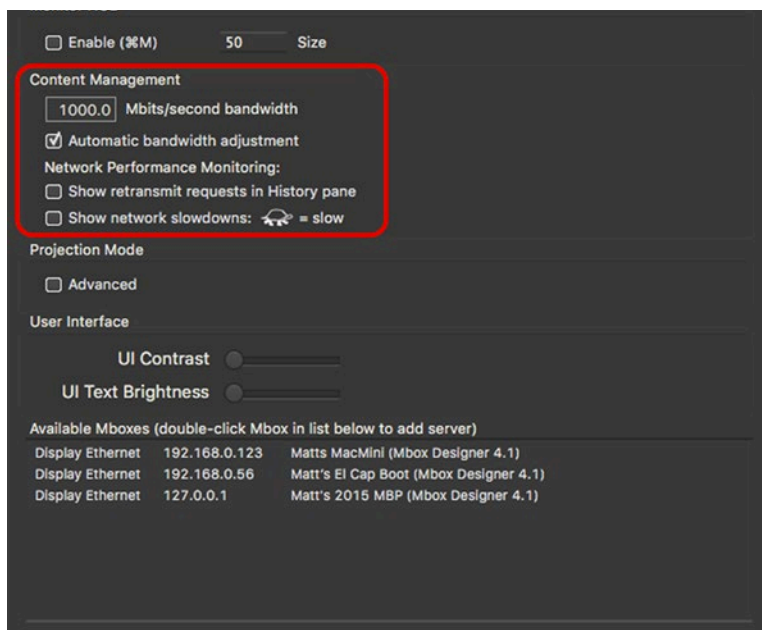 Enable (⌘M) 50 Size
Content Management
1000.0 Mbits/second bandwidth
Automatic bandwidth adjustment
Network Performance Monitoring:
Show retransmit requests in History pane
Show network slowdowns: = slow
Projection Mode
Advanced
User Interface
UI Contrast
UI Text Brightness
Available Mboxes (double-click Mbox in list below to add server)
Display Ethernet 192.168.0.123 Matts MacMini (Mbox Designer 4.1)
Display Ethernet 192.168.0.56 Matt's El Cap Boot (Mbox Designer 4.1)
Display Ethernet 127.0.0.1 Matt's 2015 MBP (Mbox Designer 4.1)